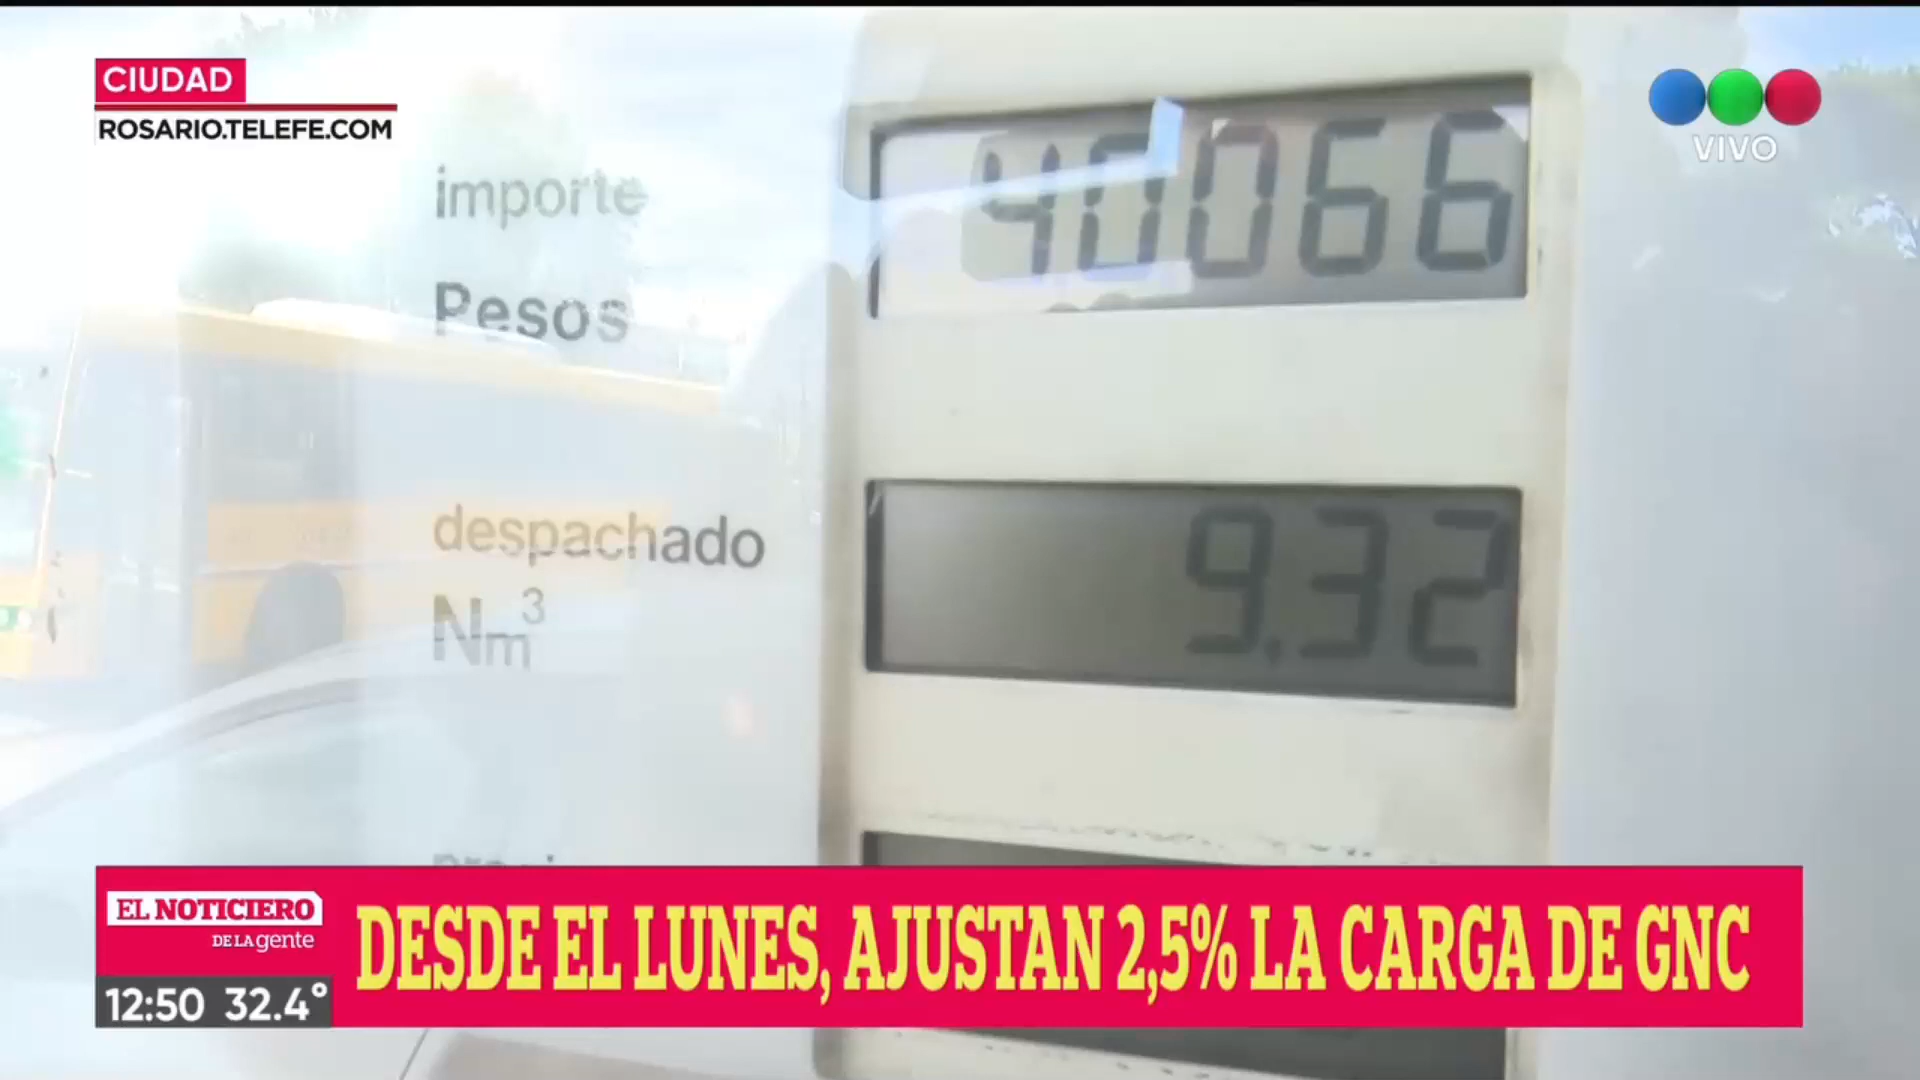 CIUDAD
ROSARIO.TELEFE.COM
VIVO
importe
Pesos
40066
despachado
Nm³
9.32
EL NOTICIERO
DE LA gente
DESDE EL LUNES, AJUSTAN 2,5% LA CARGA DE GNC
12:50 32.4°